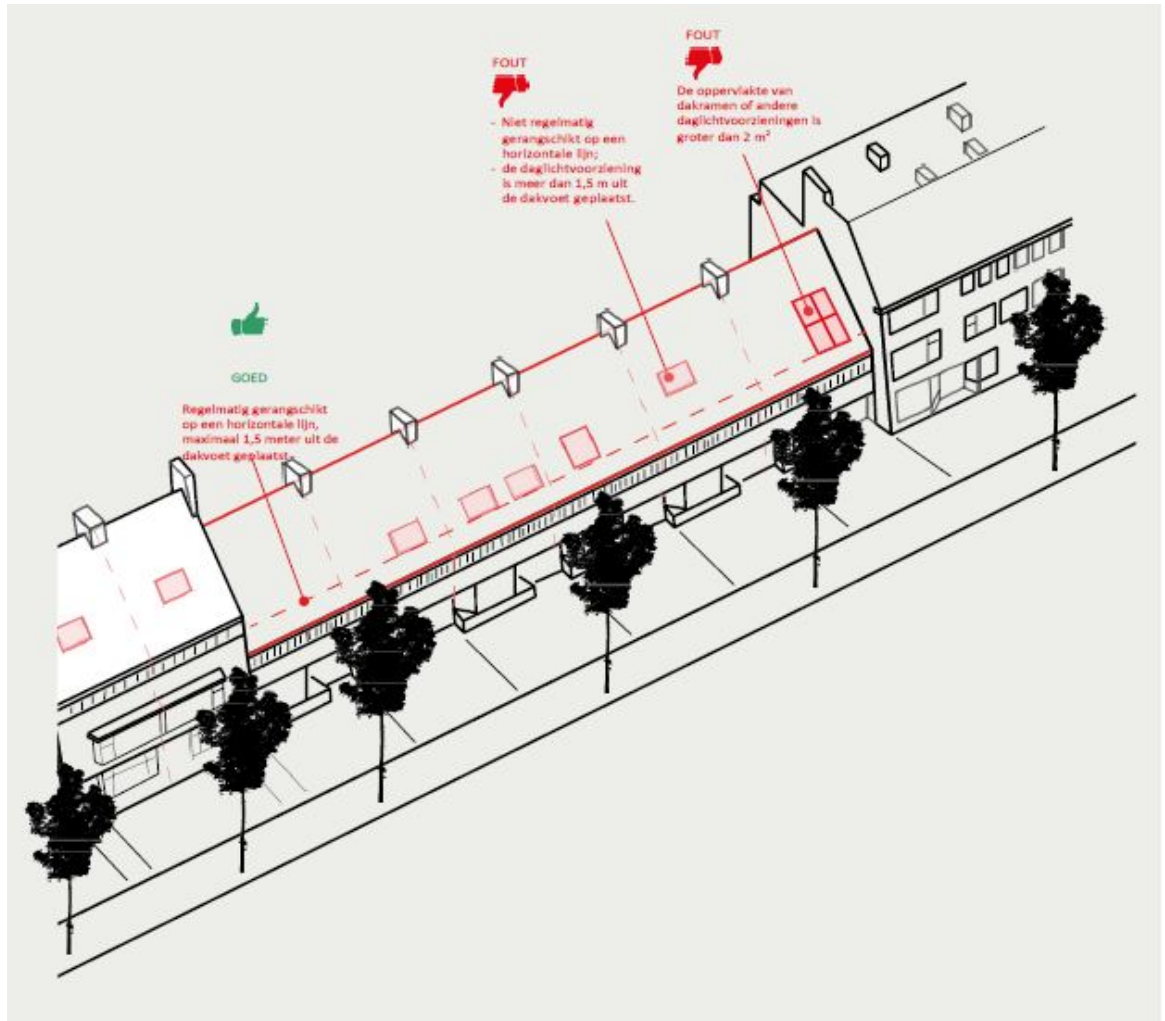 FOUT
De oppervlakte van
dakramen of andere
daglichtvoorzieningen is
groter dan 2 m²
FOUT
- Niet regelmatig
gerangschikt op een
horizontale lijn;
- de daglichtvoorziening
is meer dan 1,5 m uit
de dakvoet geplaatst.
GOED
Regelmatig gerangschikt
op een horizontale lijn,
maximaal 1,5 meter uit de
dakvoet geplaatst.